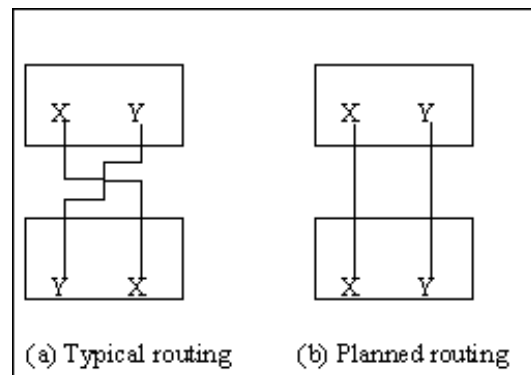 X Y
X Y
Y X
X Y
(a) Typical routing
(b) Planned routing